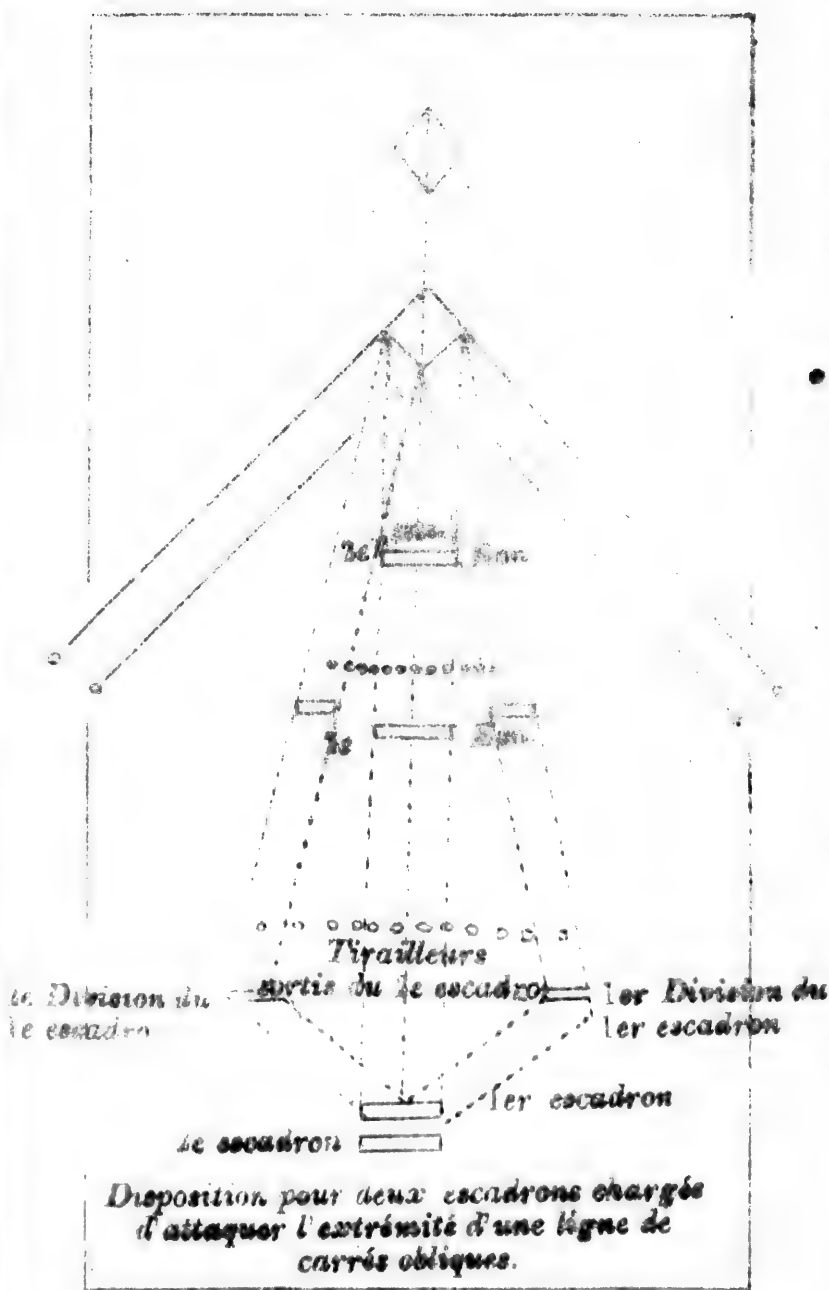 Tirailleurs
sortis du 2e escadron
Division du
escadro
1er Division du
1er escadron
1er escadron
2e escadron
Disposition pour deux escadrons chargés
d'attaquer l'extrémité d'une ligne de
carrés obliques.